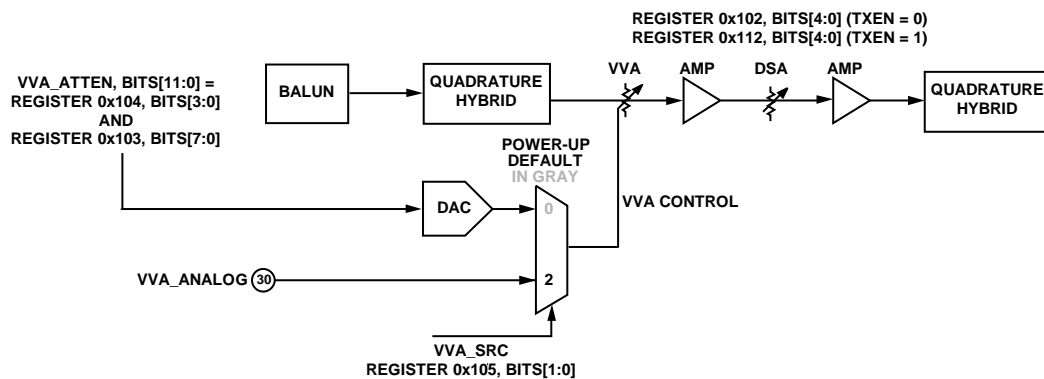 REGISTER 0x102, BITS[4:0] (TXEN = 0)
REGISTER 0x112, BITS[4:0] (TXEN = 1)
VVA_ATTEN, BITS[11:0] =
REGISTER 0x104, BITS[3:0]
AND
REGISTER 0x103, BITS[7:0]
BALUN
QUADRATURE
HYBRID
VVA
AMP
DSA
AMP
QUADRATURE
HYBRID
POWER-UP
DEFAULT
IN GRAY
DAC
0
VVA CONTROL
VVA_ANALOG
30
2
VVA_SRC
REGISTER 0x105, BITS[1:0]